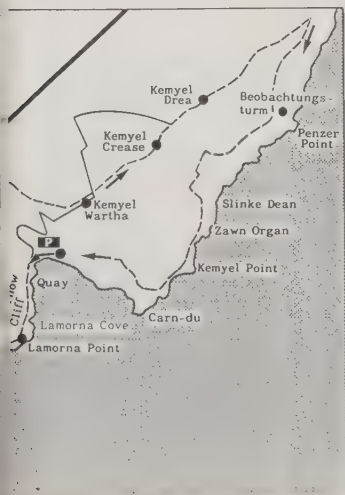 Kemyel
Drea
Beobachtungs-
turm
Penzer
Point
Kemyel
Crease
Slinke Dean
Kemyel
Wartha
Zawn Organ
P
Kemyel Point
Quay
Carn-du
Cliff
Lamorna Cove
Lamorna Point